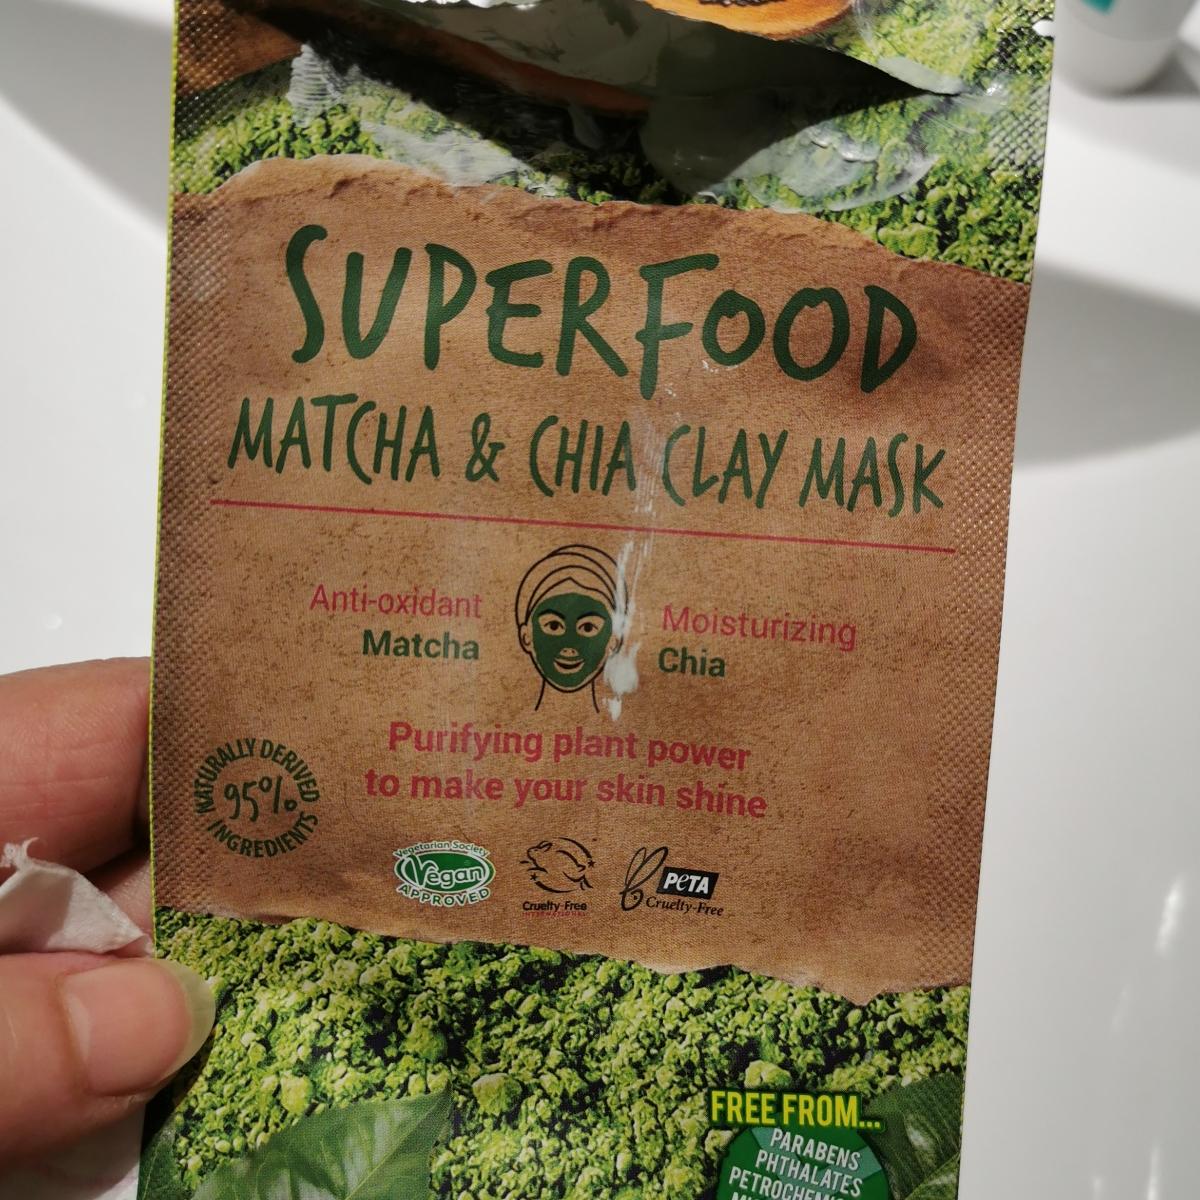 SUPERFOOD
MATCHA & CHIA CLAY MASK
Anti-oxidant
Matcha
Moisturizing
Chia
Purifying plant power
to make your skin shine
NATURALLY DERIVED
95%
INGREDIENTS
Vegetarian Society
Vegan
APPROVED
Cruelty Free
INTERNATIONAL
PETA
Cruelty-Free
FREE FROM...
PARABENS
PHTHALATES